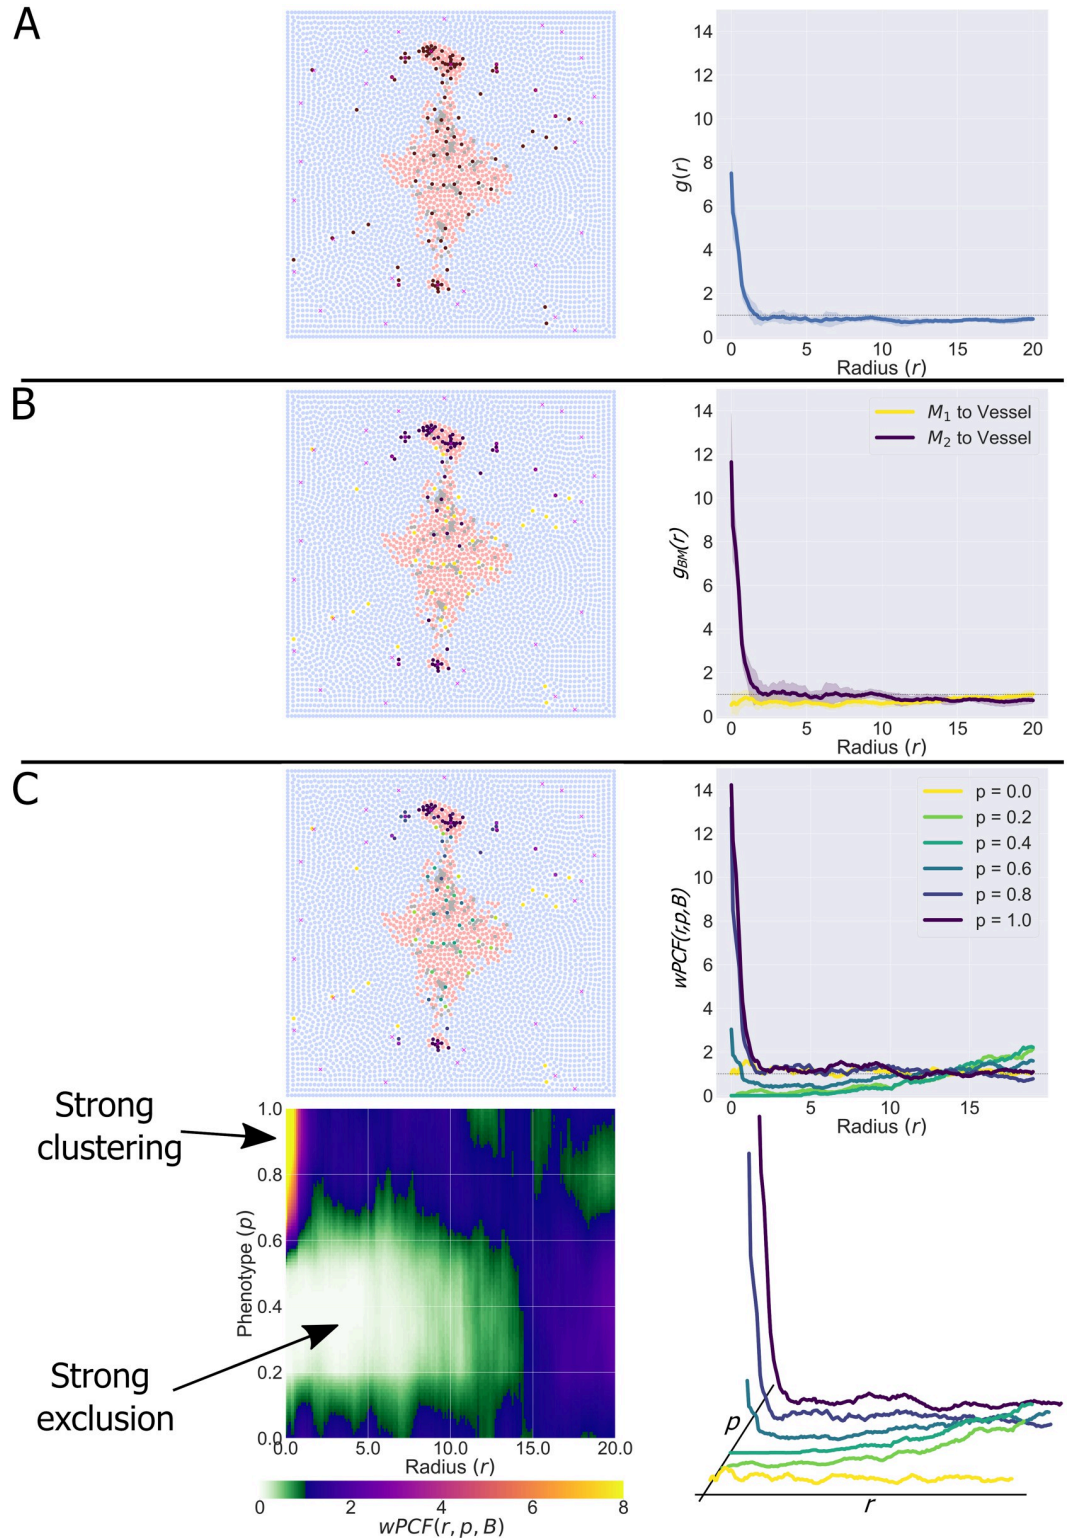 A
14
12
10
8
6
4
2
0
g(r)
0 5 10 15 20
Radius (r)
B
14
12
10
8
6
4
2
0
gBM(r)
M1 to Vessel
M2 to Vessel
0 5 10 15 20
Radius (r)
C
14
12
10
8
6
4
2
0
wPCF(r,p,B)
p = 0.0
p = 0.2
p = 0.4
p = 0.6
p = 0.8
p = 1.0
0 5 10 15
Radius (r)
Strong
clustering
Strong
exclusion
1.0
0.8
0.6
0.4
0.2
0.0
Phenotype (p)
0.0 5.0 10.0 15.0 20.0
Radius (r)
0 2 4 6 8
wPCF(r, p, B)
p
r